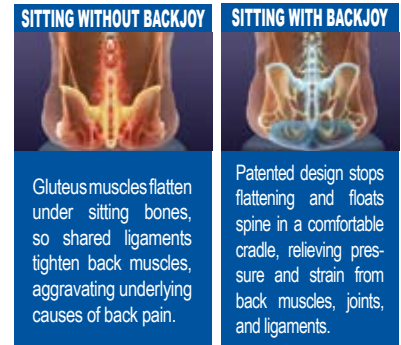 SITTING WITHOUT BACKJOY
Gluteus muscles flatten
under sitting bones,
so shared ligaments
tighten back muscles,
aggravating underlying
causes of back pain.
SITTING WITH BACKJOY
Patented design stops
flattening and floats
spine in a comfortable
cradle, relieving pres-
sure and strain from
back muscles, joints,
and ligaments.